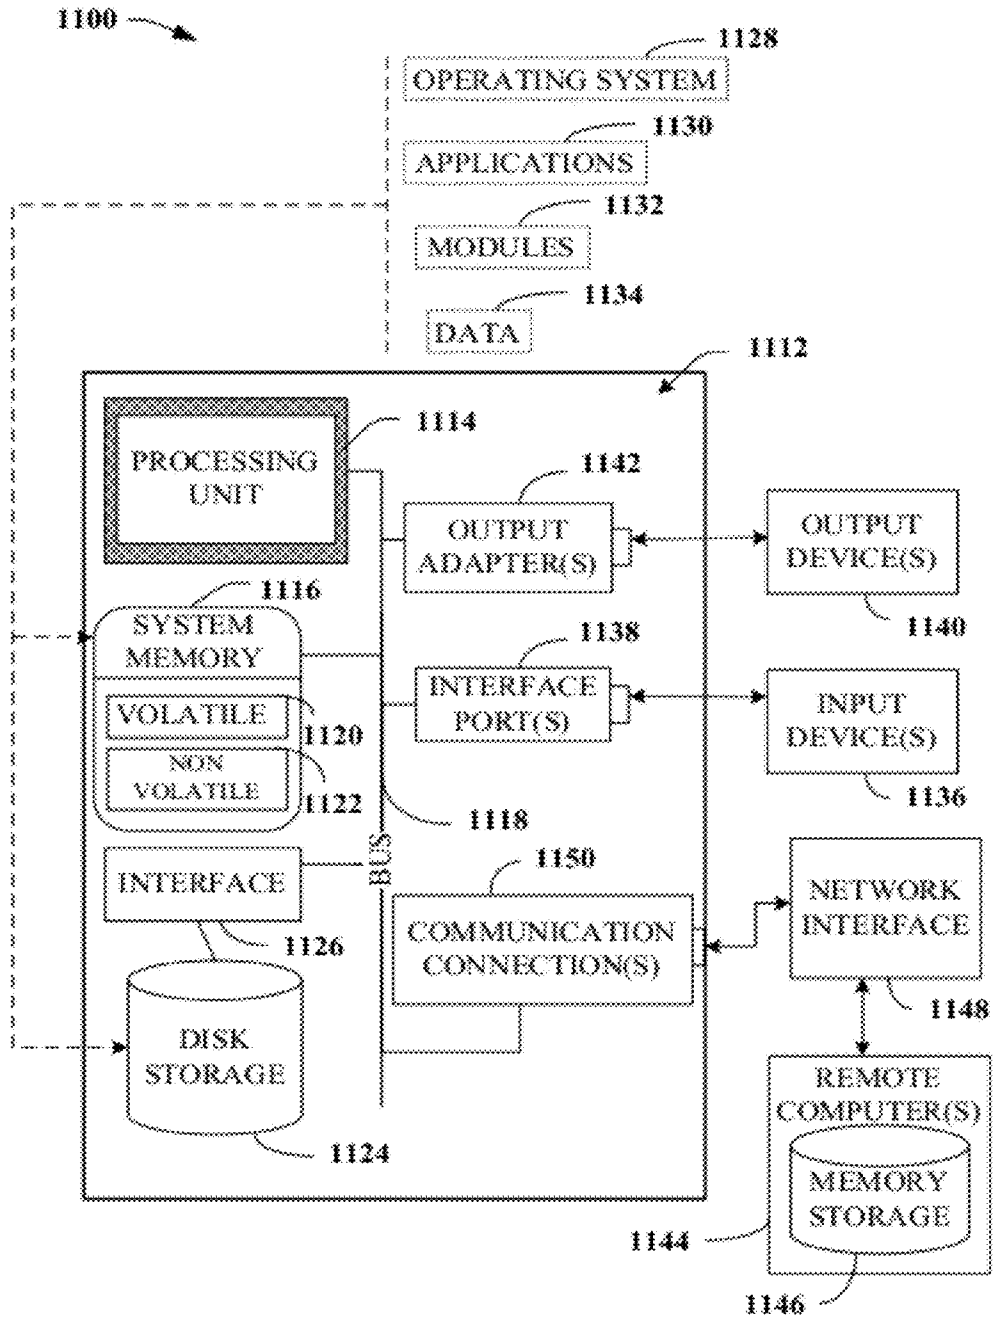 1100
1128
OPERATING SYSTEM
1130
APPLICATIONS
1132
MODULES
1134
DATA
1112
1114
PROCESSING
UNIT
1142
OUTPUT
ADAPTER(S)
OUTPUT
DEVICE(S)
1140
1116
SYSTEM
MEMORY
VOLATILE
1120
NON
VOLATILE
1122
1138
INTERFACE
PORT(S)
INPUT
DEVICE(S)
1136
1118
BUS
INTERFACE
1126
1150
COMMUNICATION
CONNECTION(S)
NETWORK
INTERFACE
1148
DISK
STORAGE
1124
REMOTE
COMPUTER(S)
MEMORY
STORAGE
1144
1146